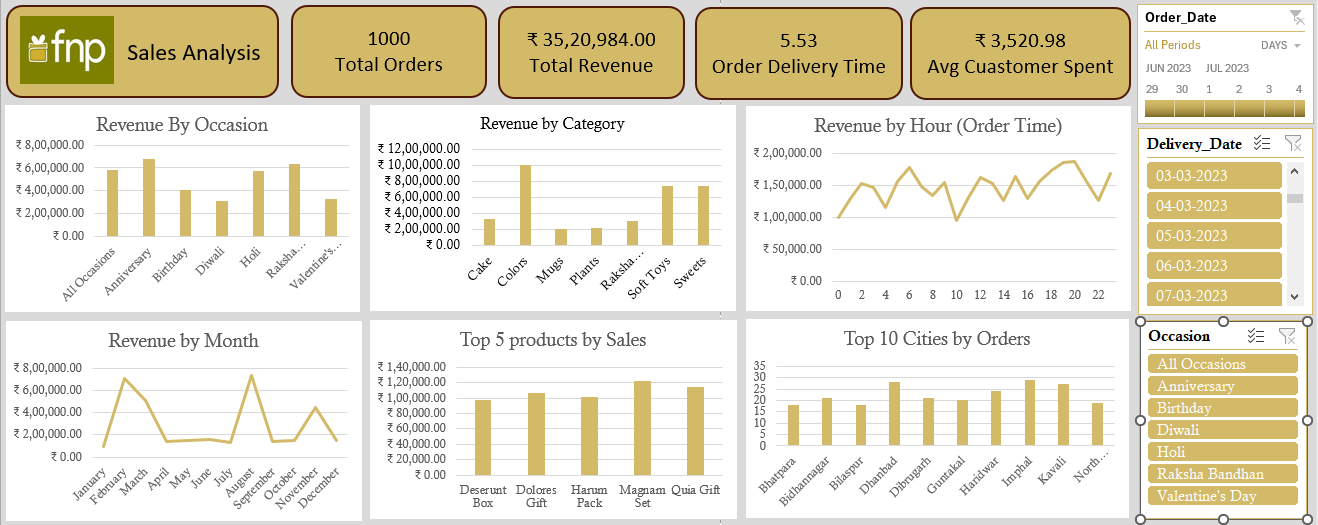 fnp
Sales Analysis
1000
Total Orders
₹ 35,20,984.00
Total Revenue
5.53
Order Delivery Time
₹ 3,520.98
Avg Cuastomer Spent
Order_Date
All Periods
DAYS
JUN 2023 JUL 2023
29 30 1 2 3 4
Revenue By Occasion
₹ 8,00,000.00
₹ 6,00,000.00
₹ 4,00,000.00
₹ 2,00,000.00
₹ 0.00
All Occasions
Anniversary
Birthday
Diwali
Holi
Raksha...
Valentine's...
Revenue by Category
₹ 12,00,000.00
₹ 10,00,000.00
₹ 8,00,000.00
₹ 6,00,000.00
₹ 4,00,000.00
₹ 2,00,000.00
₹ 0.00
Cake
Colors
Mugs
Plants
Raksha...
Soft Toys
Sweets
Revenue by Hour (Order Time)
₹ 2,00,000.00
₹ 1,50,000.00
₹ 1,00,000.00
₹ 50,000.00
₹ 0.00
0 2 4 6 8 10 12 14 16 18 20 22
Delivery_Date
03-03-2023
04-03-2023
05-03-2023
06-03-2023
07-03-2023
Revenue by Month
₹ 8,00,000.00
₹ 6,00,000.00
₹ 4,00,000.00
₹ 2,00,000.00
₹ 0.00
January
February
March
April
May
June
July
August
September
October
November
December
Top 5 products by Sales
₹ 1,40,000.00
₹ 1,20,000.00
₹ 1,00,000.00
₹ 80,000.00
₹ 60,000.00
₹ 40,000.00
₹ 20,000.00
₹ 0.00
Deserunt
Box
Dolores
Gift
Harum
Pack
Magnam
Set
Quia Gift
Top 10 Cities by Orders
35
30
25
20
15
10
5
0
Bhatpara
Bidhannagar
Bilaspur
Dhanbad
Dibrugarh
Guntakal
Haridwar
Imphal
Kavali
North...
Occasion
All Occasions
Anniversary
Birthday
Diwali
Holi
Raksha Bandhan
Valentine's Day